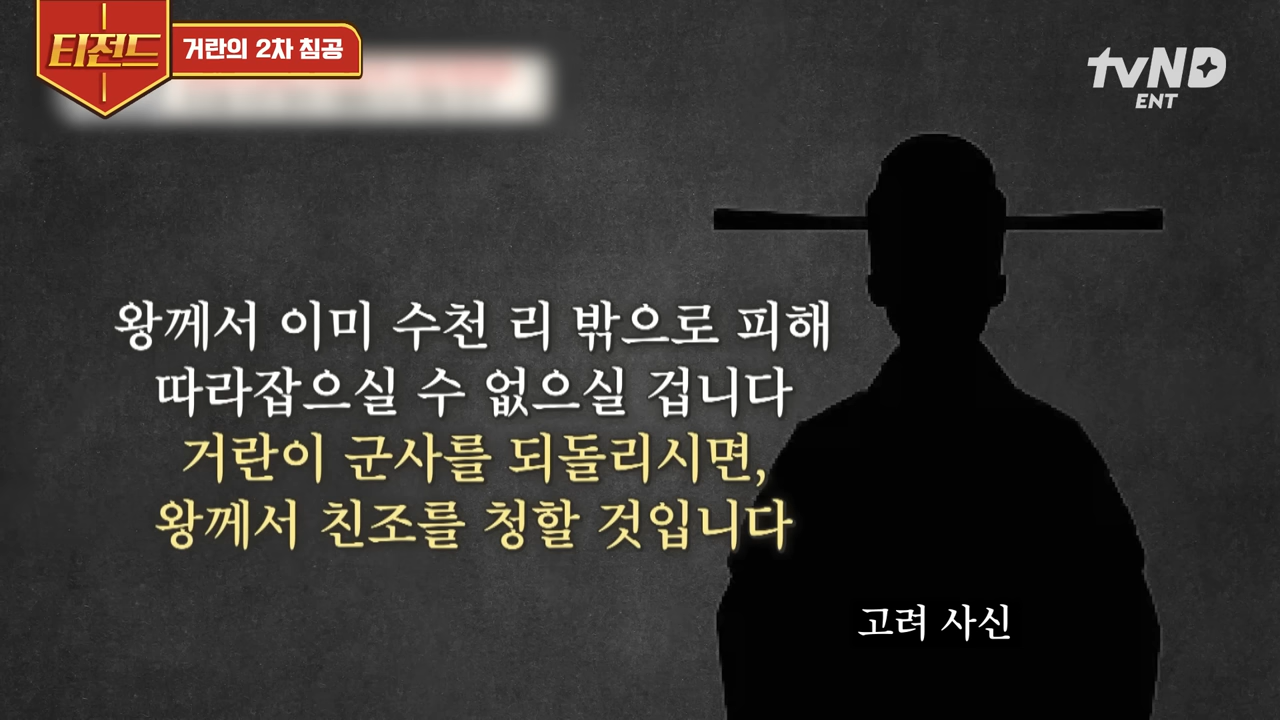 티전드
거란의 2차 침공
tvND
ENT
왕께서 이미 수천 리 밖으로 피해
따라잡으실 수 없으실 겁니다
거란이 군사를 되돌리시면,
왕께서 친조를 청할 것입니다
고려 사신